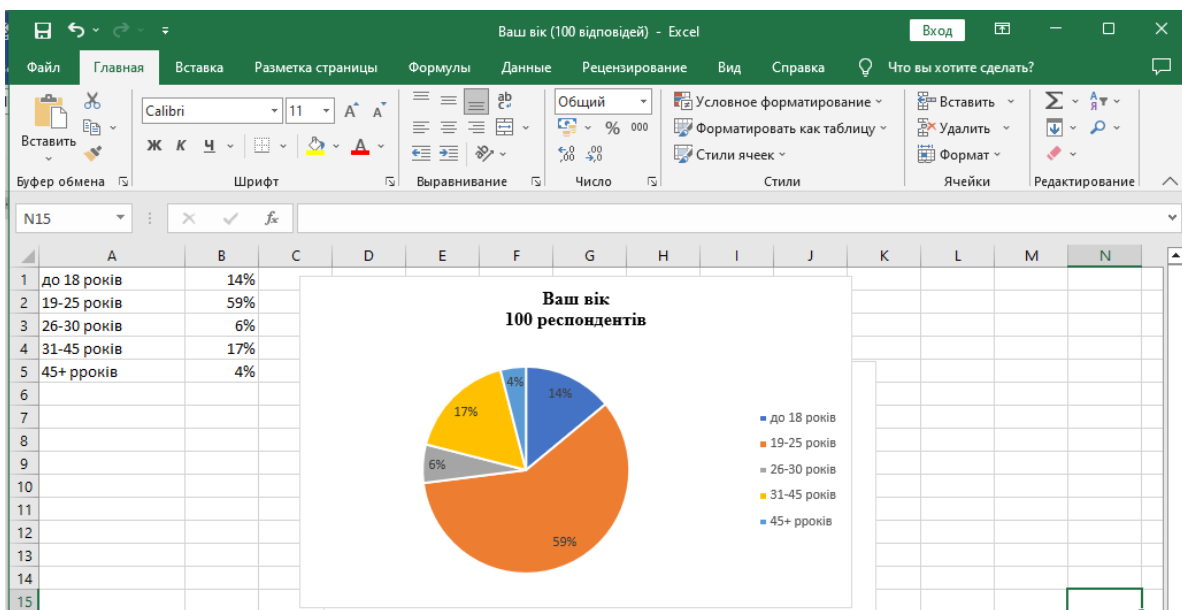 Ваш вік (100 відповідей) - Excel
Вход
Файл Главная Вставка Разметка страницы Формулы Данные Рецензирование Вид Справка Что вы хотите сделать?
Вставить
Calibri 11
Ж К Ч
Общий
% 000
Условное форматирование
Форматировать как таблицу
Стили ячеек
Вставить
Удалить
Формат
Буфер обмена Шрифт Выравнивание Число Стили Ячейки Редактирование
N15 fx
A B C D E F G H I J K L M N
1 до 18 років 14%
2 19-25 років 59%
3 26-30 років 6%
4 31-45 років 17%
5 45+ рроків 4%
6
7
8
9
10
11
12
13
14
15
Ваш вік
100 респондентів
4%
14%
17%
6%
59%
до 18 років
19-25 років
26-30 років
31-45 років
45+ рроків